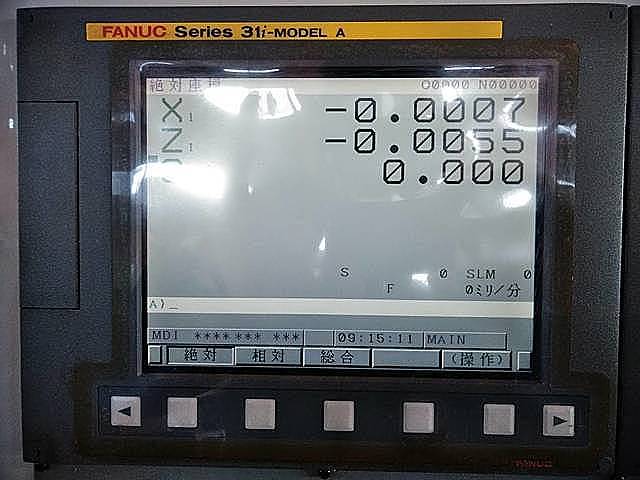 FANUC Series 31i-MODEL A
絶対座標 O0000 N00000
X1 -0.0007
Z1 -0.0055
0.000
S 0 SLM 0
F 0ミリ/分
A)_
MDI **** *** *** 09:15:11 MAIN
絶対 相対 総合 (操作)
FANUC